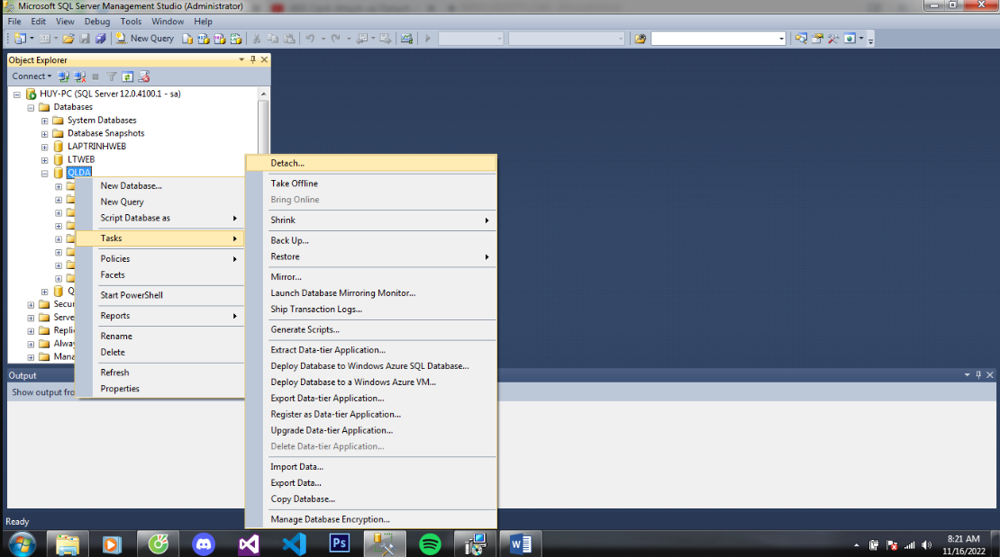 Microsoft SQL Server Management Studio (Administrator)
File Edit View Debug Tools Window Help
New Query
Object Explorer
Connect
HUY-PC (SQL Server 12.0.4100.1 - sa)
Databases
System Databases
Database Snapshots
LAPTRINHWEB
LTWEB
QLDA
Q
Secur
Serve
Replic
Alway
Mana
New Database...
New Query
Script Database as
Tasks
Policies
Facets
Start PowerShell
Reports
Rename
Delete
Refresh
Properties
Detach...
Take Offline
Bring Online
Shrink
Back Up...
Restore
Mirror...
Launch Database Mirroring Monitor...
Ship Transaction Logs...
Generate Scripts...
Extract Data-tier Application...
Deploy Database to Windows Azure SQL Database...
Deploy Database to a Windows Azure VM...
Export Data-tier Application...
Register as Data-tier Application...
Upgrade Data-tier Application...
Delete Data-tier Application...
Import Data...
Export Data...
Copy Database...
Manage Database Encryption...
Output
Show output fro
Ready
Ps
8:21 AM
11/16/2022